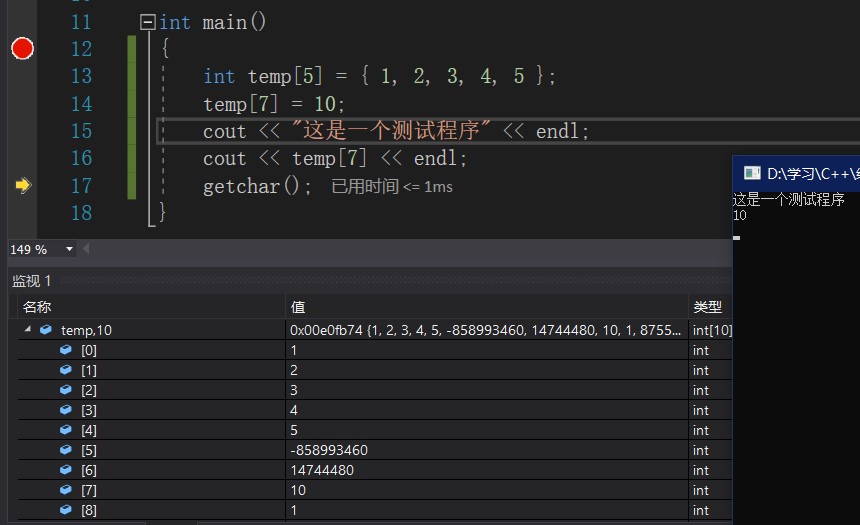 11 int main()
12 {
13 int temp[5] = { 1, 2, 3, 4, 5 };
14 temp[7] = 10;
15 cout << "这是一个测试程序" << endl;
16 cout << temp[7] << endl;
17 getchar(); 已用时间 <= 1ms
18 }
D:\学习\C++\
这是一个测试程序
10
149 %
监视 1
名称 值 类型
temp,10 0x00e0fb74 {1, 2, 3, 4, 5, -858993460, 14744480, 10, 1, 8755... int[10]
[0] 1 int
[1] 2 int
[2] 3 int
[3] 4 int
[4] 5 int
[5] -858993460 int
[6] 14744480 int
[7] 10 int
[8] 1 int